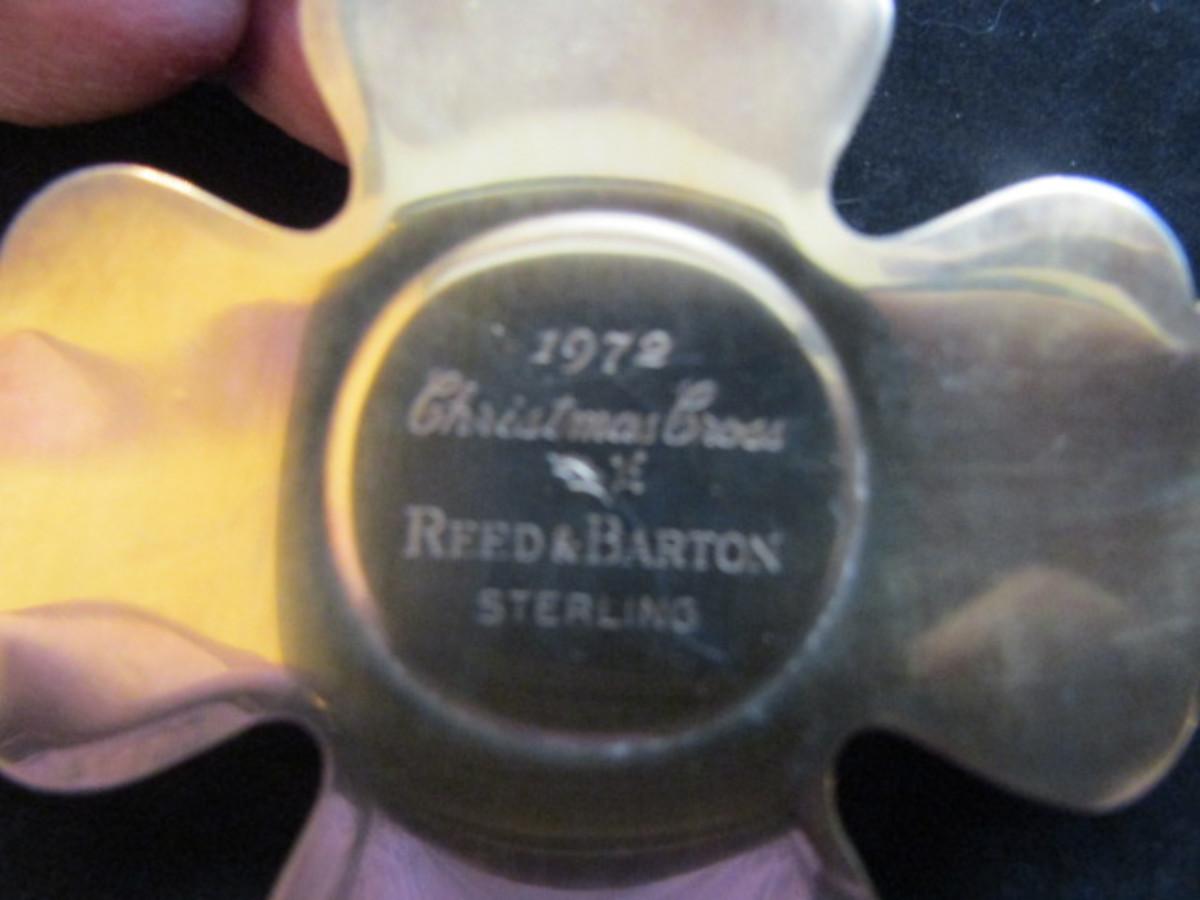 1972
Christmas Cross
REED & BARTON
STERLING